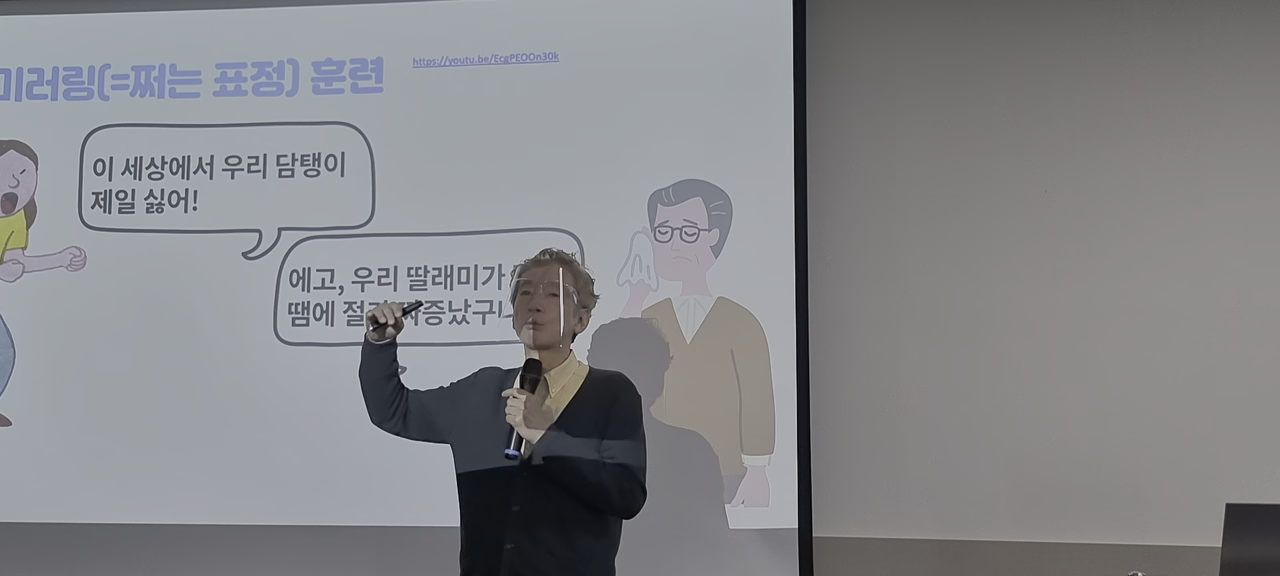 미러링(=쩌는 표정) 훈련
https://youtu.be/EcgPEOOn30k
이 세상에서 우리 담탱이
제일 싫어!
에고, 우리 딸래미가
땜에